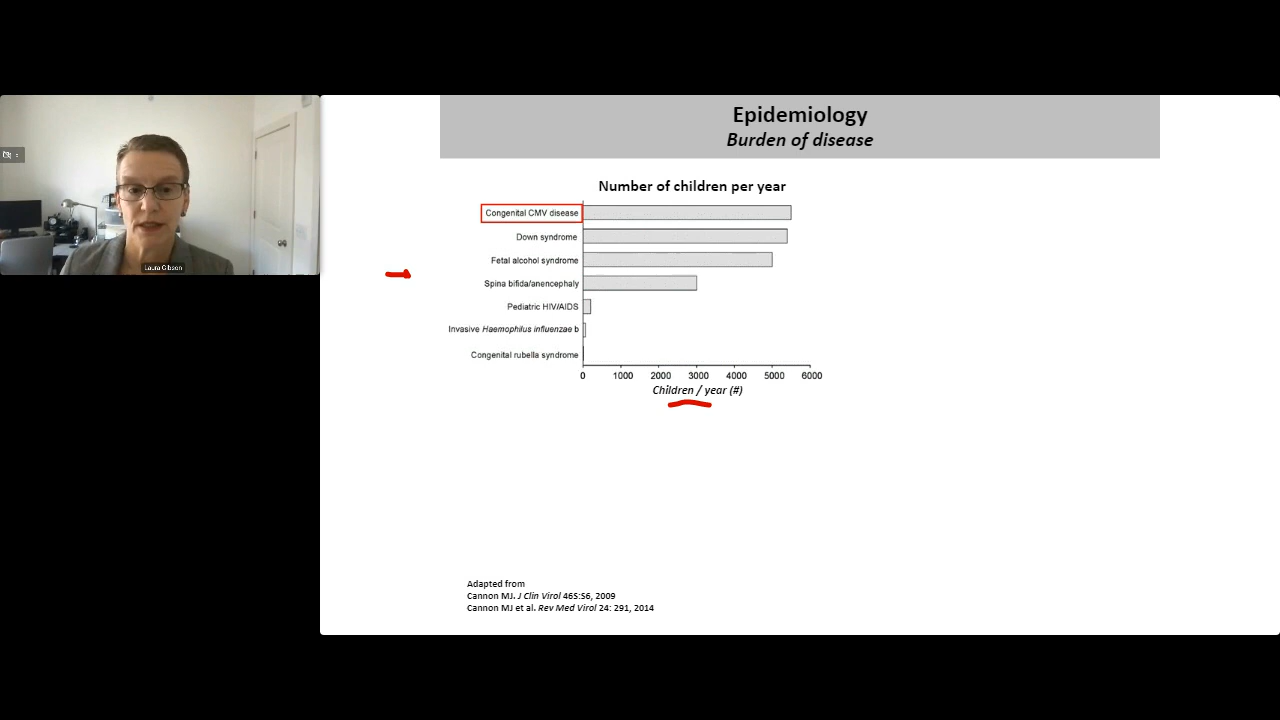 Laura Gibson
Epidemiology
Burden of disease
Number of children per year
Congenital CMV disease
Down syndrome
Fetal alcohol syndrome
Spina bifida/anencephaly
Pediatric HIV/AIDS
Invasive Haemophilus influenzae b
Congenital rubella syndrome
0 1000 2000 3000 4000 5000 6000
Children / year (#)
Adapted from
Cannon MJ. J Clin Virol 46S:S6, 2009
Cannon MJ et al. Rev Med Virol 24: 291, 2014